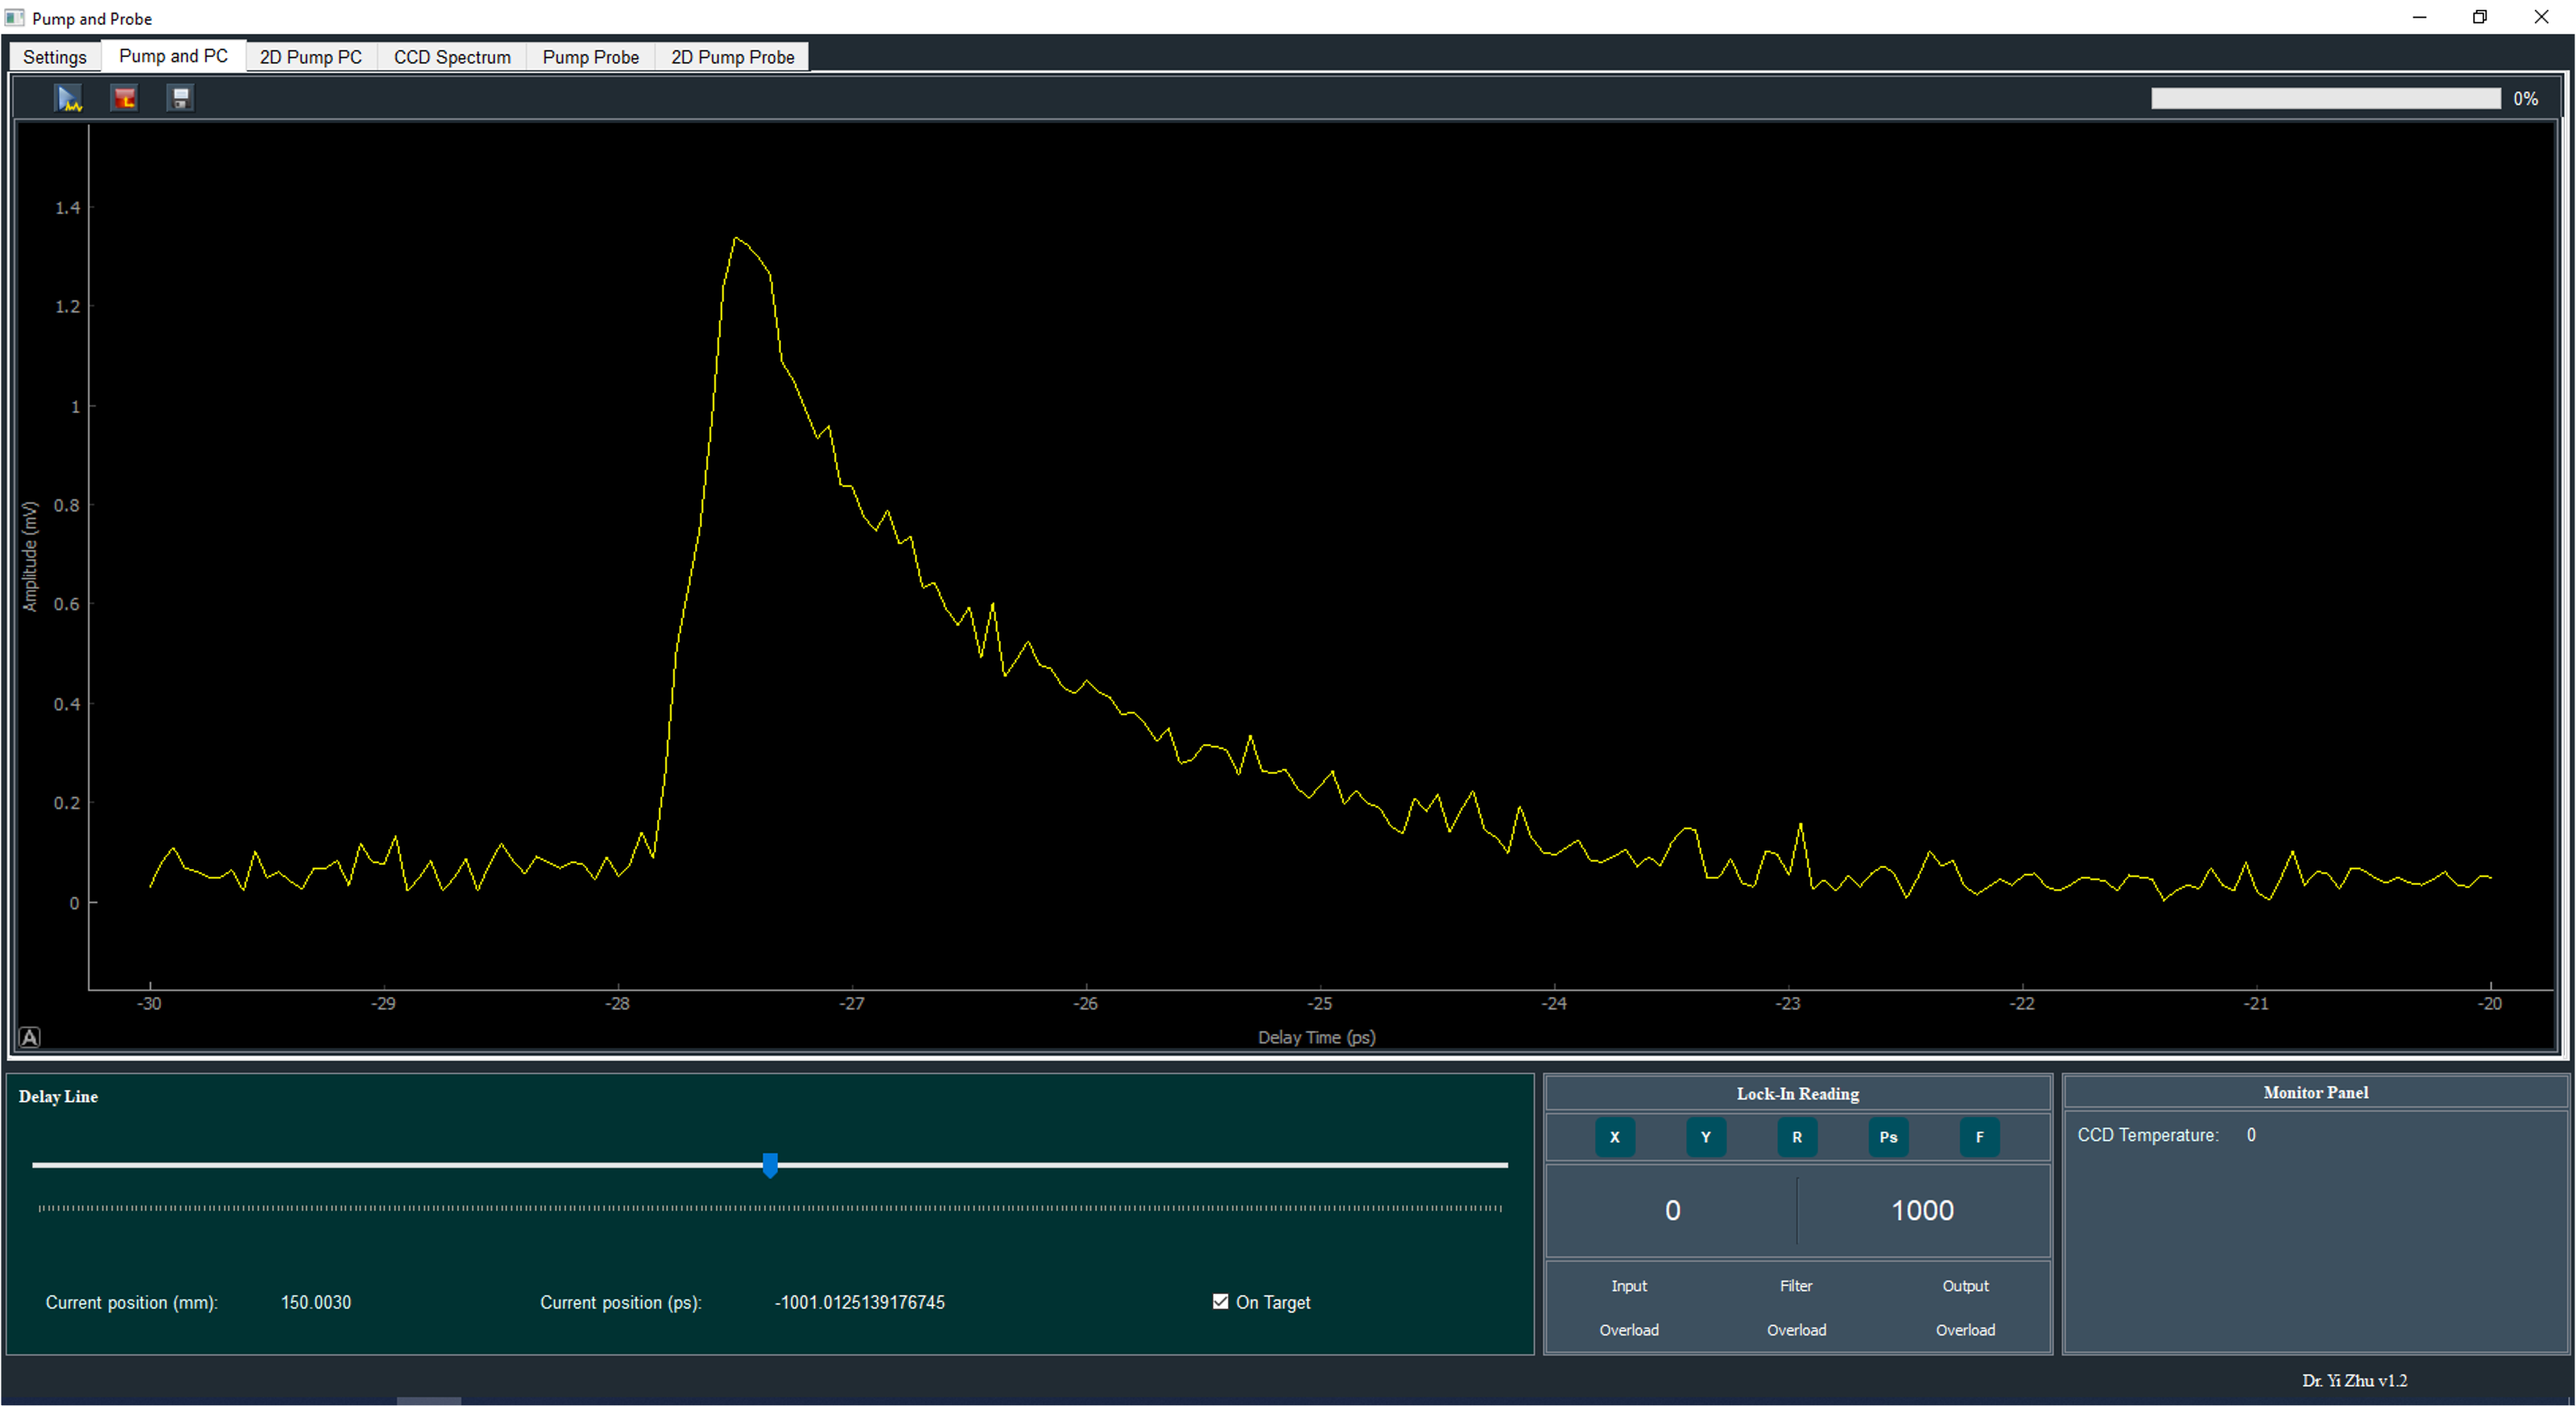 Pump and Probe
Settings Pump and PC 2D Pump PC CCD Spectrum Pump Probe 2D Pump Probe
0%
1.4
1.2
1
0.8
Amplitude (mV)
0.6
0.4
0.2
0
-30 -29 -28 -27 -26 -25 -24 -23 -22 -21 -20
A
Delay Time (ps)
Delay Line
Current position (mm): 150.0030 Current position (ps): -1001.0125139176745 On Target
Lock-In Reading
X Y R Ps F
0 1000
Input Filter Output
Overload Overload Overload
Monitor Panel
CCD Temperature: 0
Dr. Yi Zhu v1.2